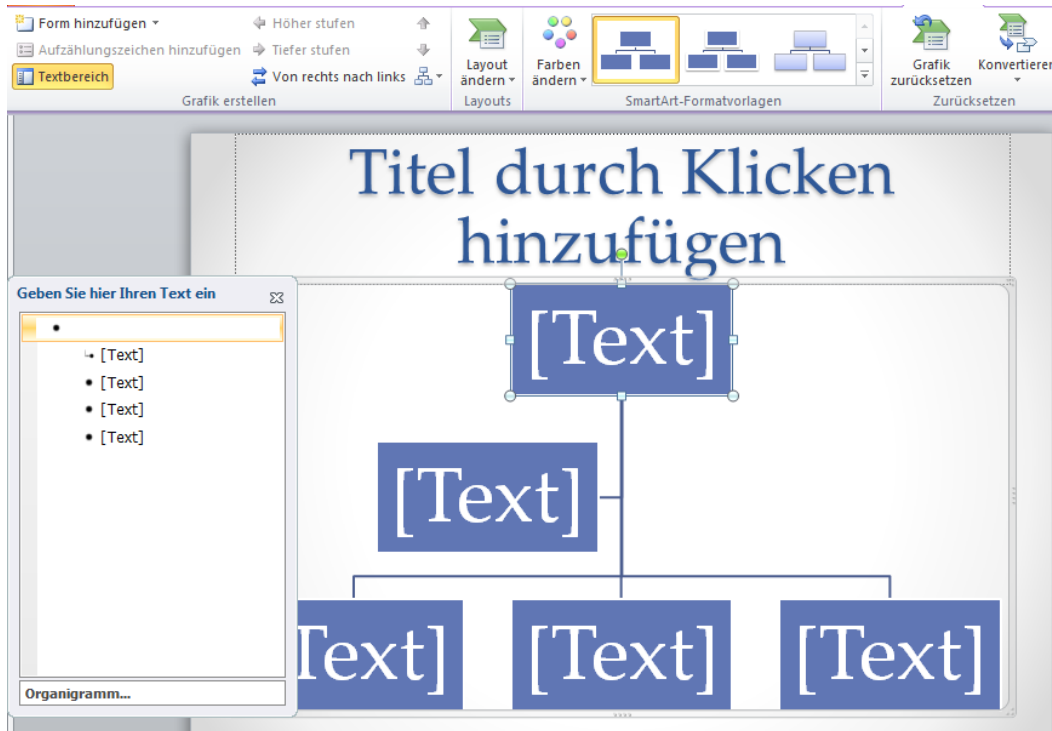 Form hinzufügen
Aufzählungszeichen hinzufügen
Textbereich
Höher stufen
Tiefer stufen
Von rechts nach links
Grafik erstellen
Layout
ändern
Layouts
Farben
ändern
SmartArt-Formatvorlagen
Grafik
zurücksetzen
Konvertieren
Zurücksetzen
Titel durch Klicken
hinzufügen
Geben Sie hier Ihren Text ein
[Text]
[Text]
[Text]
[Text]
Organigramm...
[Text]
[Text]
Text]
[Text]
[Text]